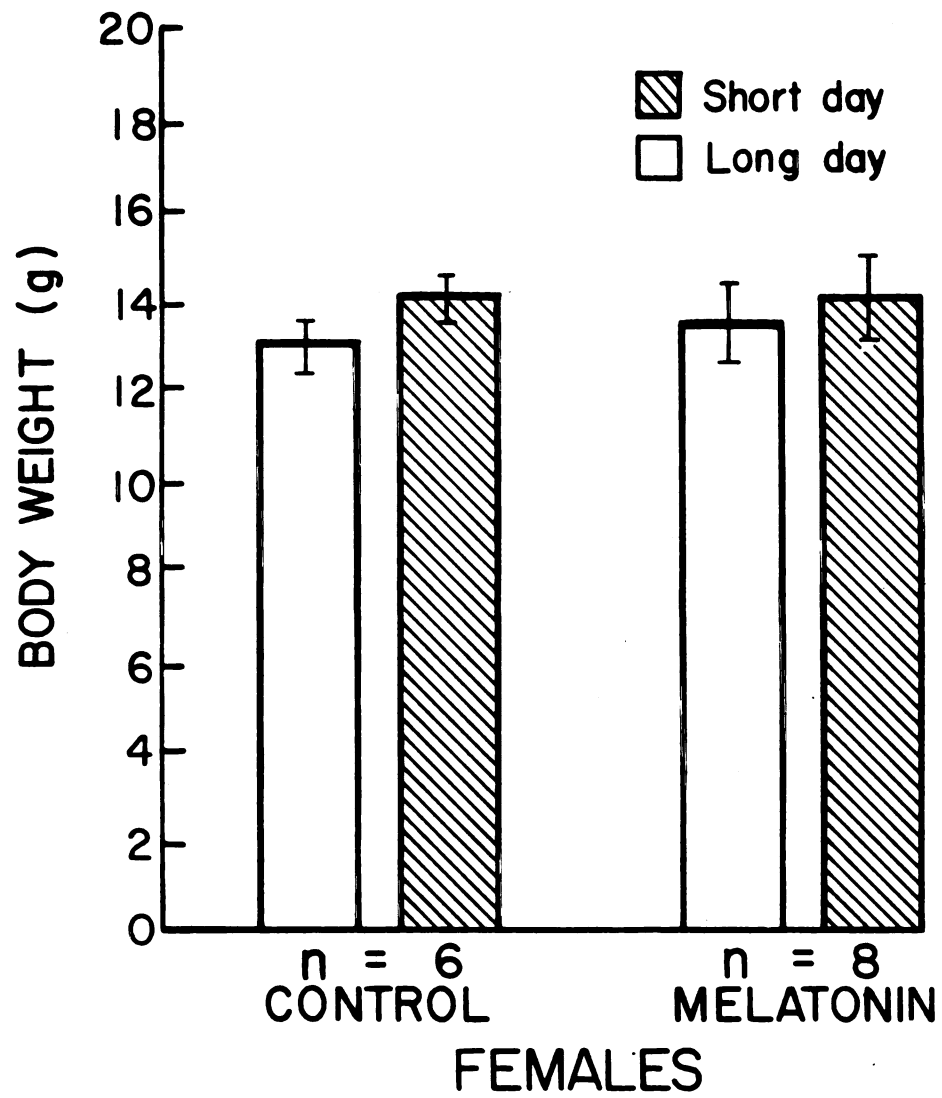 20
18
16
14
12
10
8
6
4
2
0
BODY WEIGHT (g)
Short day
Long day
n = 6
CONTROL
n = 8
MELATONIN
FEMALES